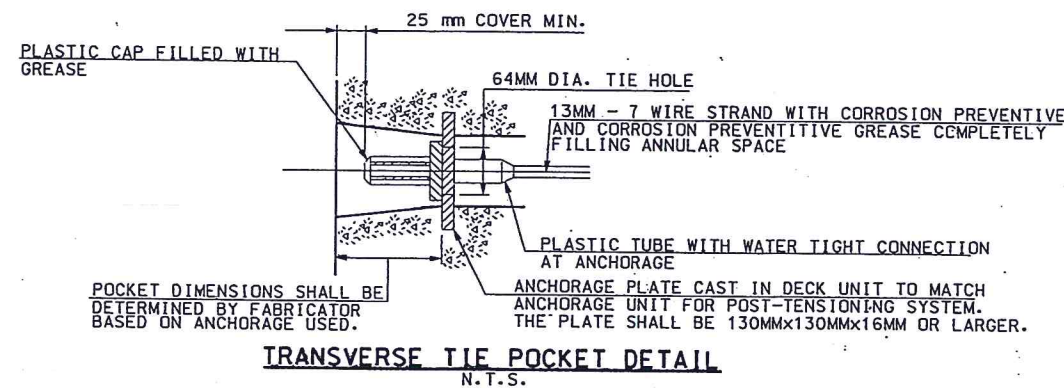 25 mm COVER MIN.
PLASTIC CAP FILLED WITH
GREASE
64MM DIA. TIE HOLE
13MM - 7 WIRE STRAND WITH CORROSION PREVENTIVE
AND CORROSION PREVENTITIVE GREASE CCMPLETELY
FILLING ANNULAR SPACE
PLASTIC TUBE WITH WATER TIGHT CONNECTION
AT ANCHORAGE
POCKET DIMENSIONS SHALL BE
DETERMINED BY FABRICATOR
BASED ON ANCHORAGE USED.
ANCHORAGE PLATE CAST IN DECK UNIT TO MATCH
ANCHORAGE UNIT FOR POST-TENSIONING SYSTEM.
THE PLATE SHALL BE 130MMx130MMx16MM OR LARGER.
TRANSVERSE TIE POCKET DETAIL
N.T.S.